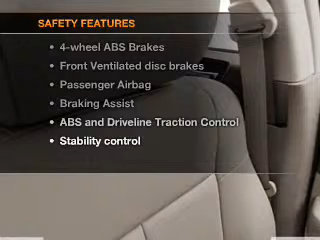 SAFETY FEATURES
• 4-wheel ABS Brakes
• Front Ventilated disc brakes
• Passenger Airbag
• Braking Assist
• ABS and Driveline Traction Control
• Stability control